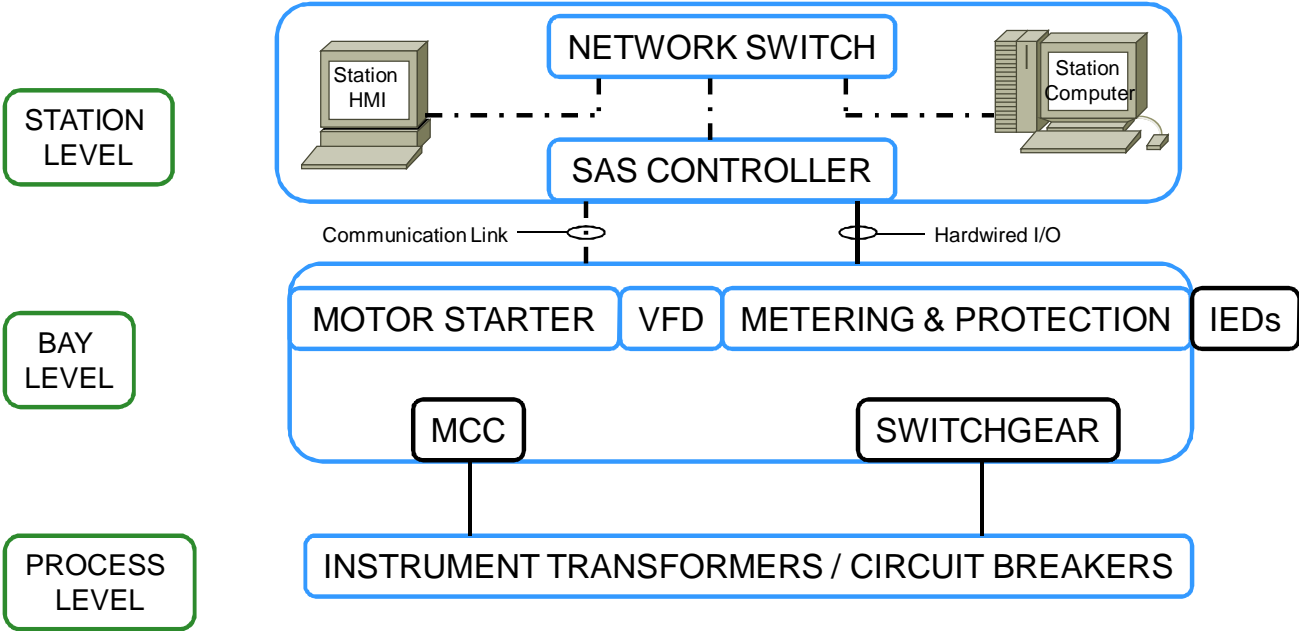 NETWORK SWITCH
Station
HMI
Station
Computer
STATION
LEVEL
SAS CONTROLLER
Communication Link
Hardwired I/O
MOTOR STARTER
VFD
METERING & PROTECTION
IEDs
BAY
LEVEL
MCC
SWITCHGEAR
PROCESS
LEVEL
INSTRUMENT TRANSFORMERS / CIRCUIT BREAKERS